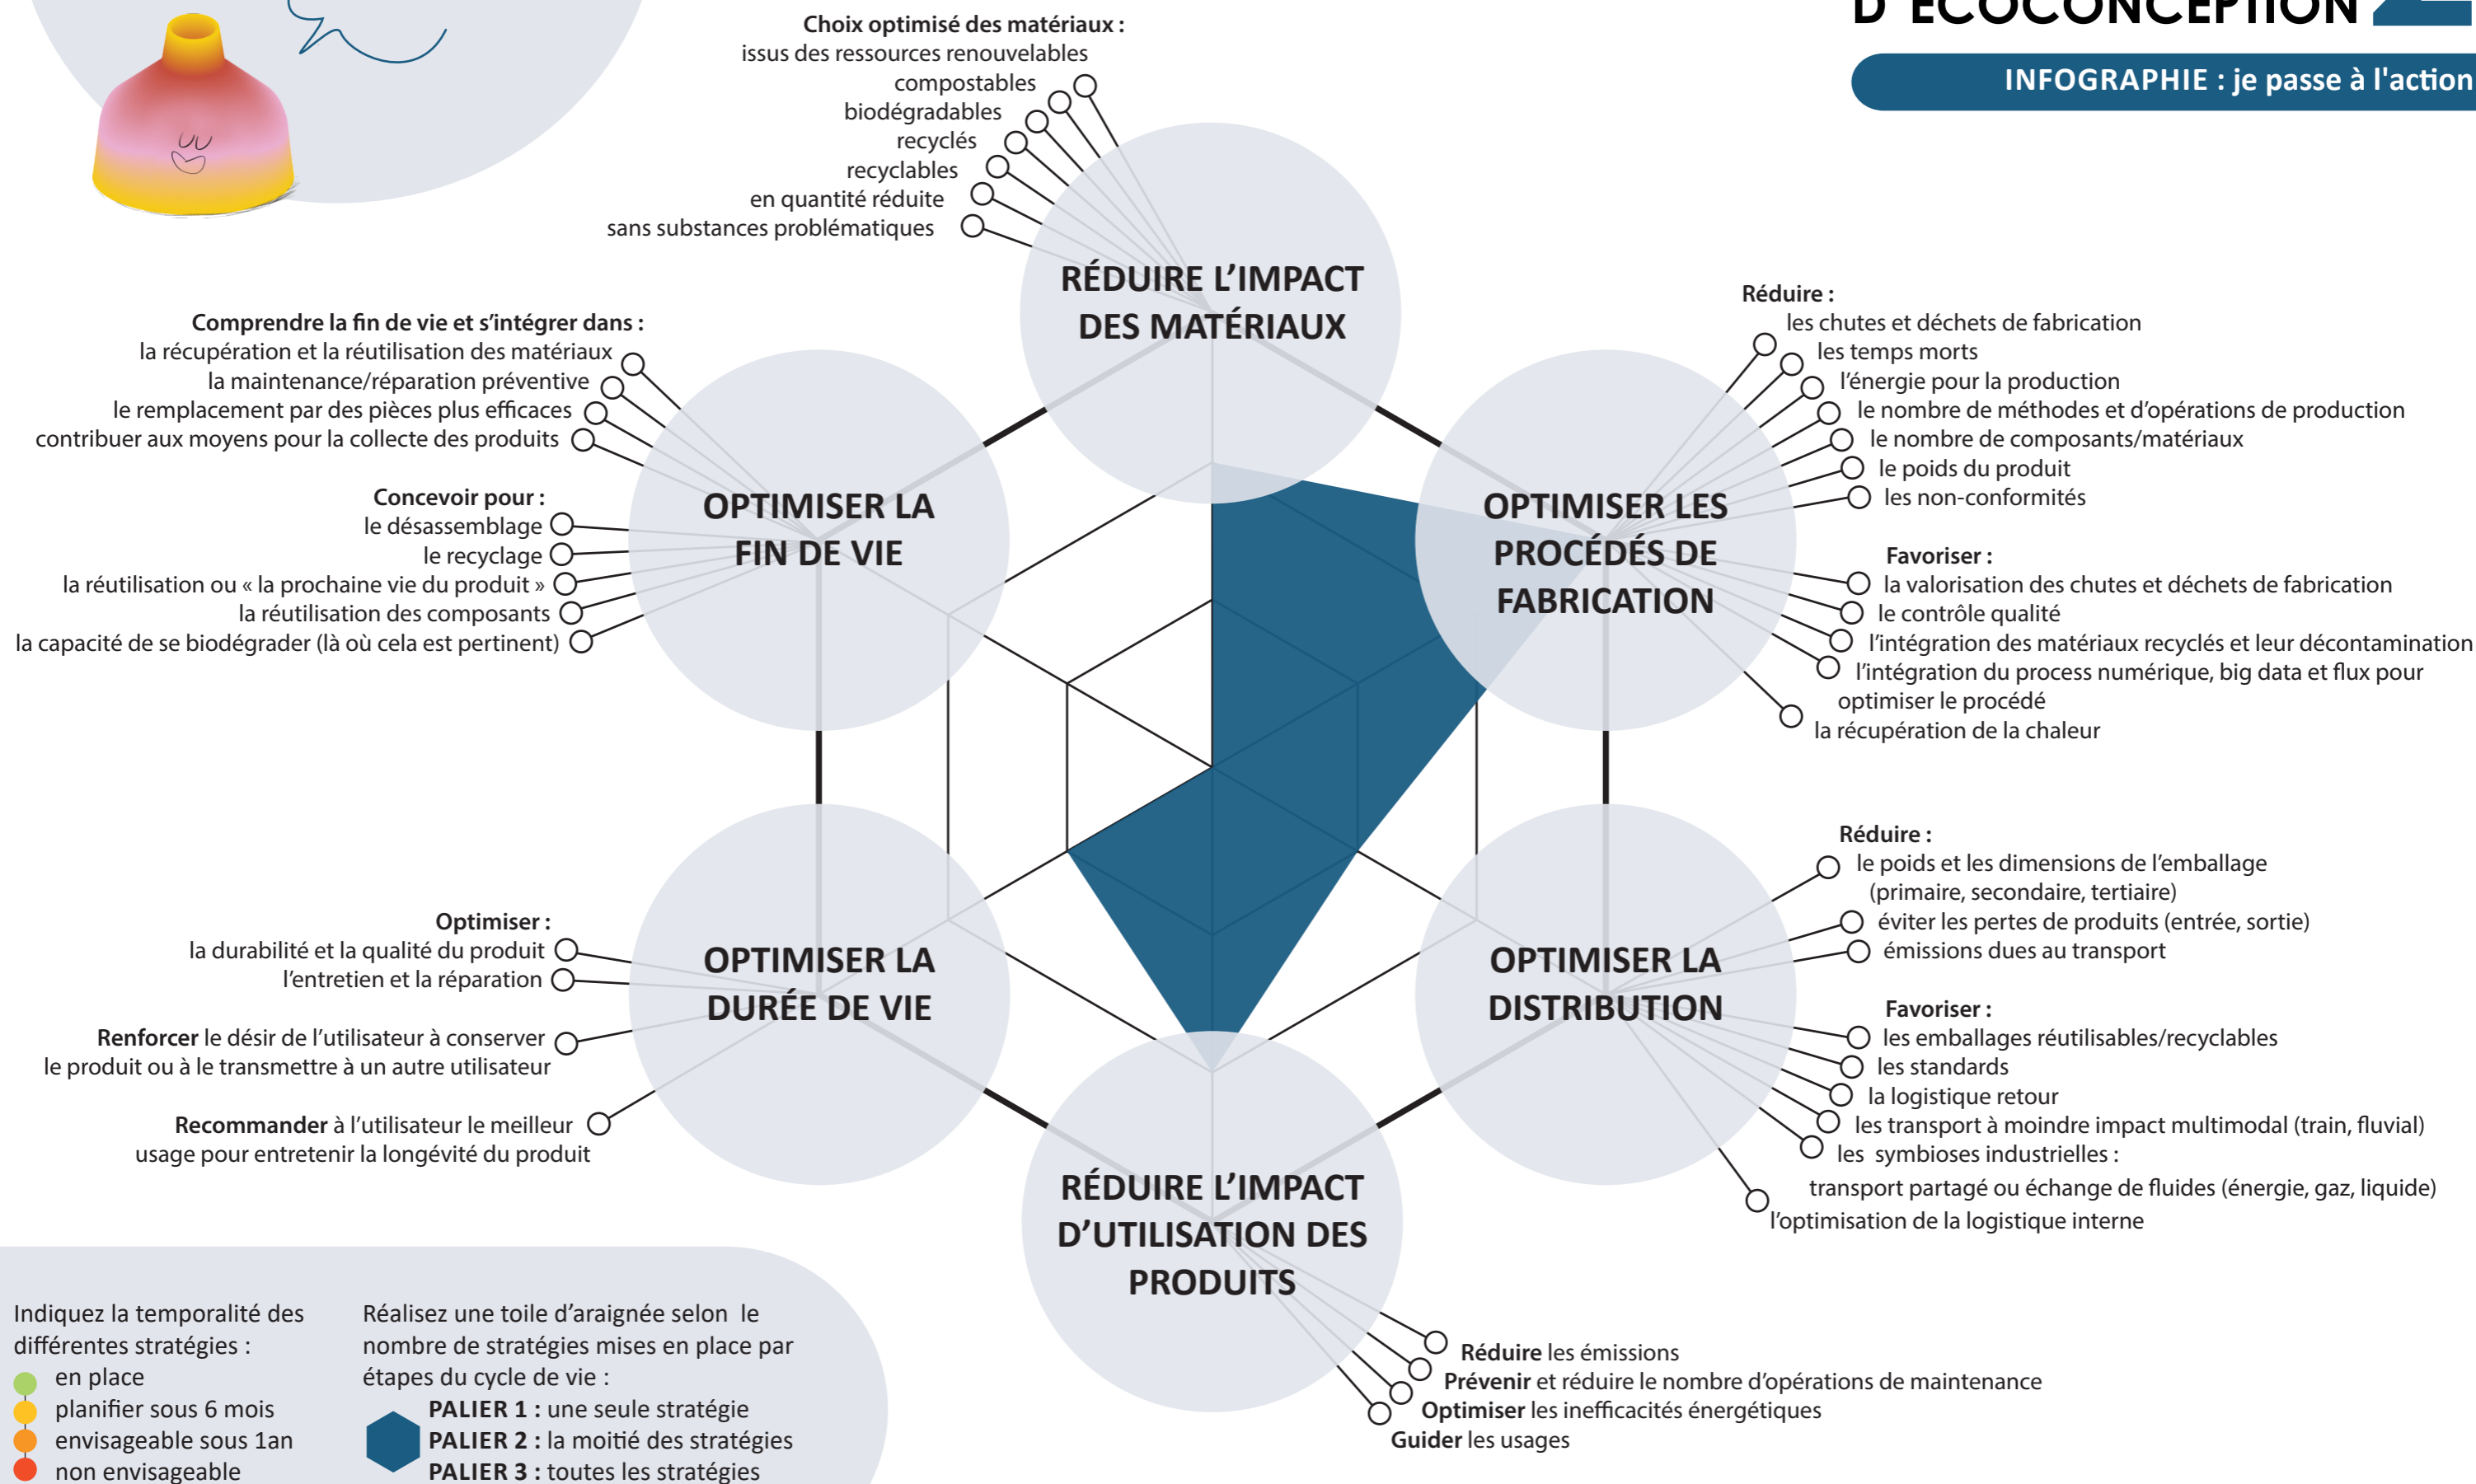 D’ÉCOCONCEPTION
INFOGRAPHIE : je passe à l'action
Choix optimisé des matériaux :
issus des ressources renouvelables
compostables
biodégradables
recyclés
recyclables
en quantité réduite
sans substances problématiques
RÉDUIRE L’IMPACT
DES MATÉRIAUX
Comprendre la fin de vie et s’intégrer dans :
la récupération et la réutilisation des matériaux
la maintenance/réparation préventive
le remplacement par des pièces plus efficaces
contribuer aux moyens pour la collecte des produits
Concevoir pour :
le désassemblage
le recyclage
la réutilisation ou « la prochaine vie du produit »
la réutilisation des composants
la capacité de se biodégrader (là où cela est pertinent)
OPTIMISER LA
FIN DE VIE
Réduire :
les chutes et déchets de fabrication
les temps morts
l’énergie pour la production
le nombre de méthodes et d’opérations de production
le nombre de composants/matériaux
le poids du produit
les non-conformités
Favoriser :
la valorisation des chutes et déchets de fabrication
le contrôle qualité
l’intégration des matériaux recyclés et leur décontamination
l’intégration du process numérique, big data et flux pour
optimiser le procédé
la récupération de la chaleur
OPTIMISER LES
PROCÉDÉS DE
FABRICATION
Optimiser :
la durabilité et la qualité du produit
l’entretien et la réparation
Renforcer le désir de l’utilisateur à conserver
le produit ou à le transmettre à un autre utilisateur
Recommander à l’utilisateur le meilleur
usage pour entretenir la longévité du produit
OPTIMISER LA
DURÉE DE VIE
OPTIMISER LA
DISTRIBUTION
Réduire :
le poids et les dimensions de l’emballage
(primaire, secondaire, tertiaire)
éviter les pertes de produits (entrée, sortie)
émissions dues au transport
Favoriser :
les emballages réutilisables/recyclables
les standards
la logistique retour
les transport à moindre impact multimodal (train, fluvial)
les symbioses industrielles :
transport partagé ou échange de fluides (énergie, gaz, liquide)
l’optimisation de la logistique interne
RÉDUIRE L’IMPACT
D’UTILISATION DES
PRODUITS
Réduire les émissions
Prévenir et réduire le nombre d’opérations de maintenance
Optimiser les inefficacités énergétiques
Guider les usages
Indiquez la temporalité des
différentes stratégies :
en place
planifier sous 6 mois
envisageable sous 1an
non envisageable
Réalisez une toile d’araignée selon le
nombre de stratégies mises en place par
étapes du cycle de vie :
PALIER 1 : une seule stratégie
PALIER 2 : la moitié des stratégies
PALIER 3 : toutes les stratégies